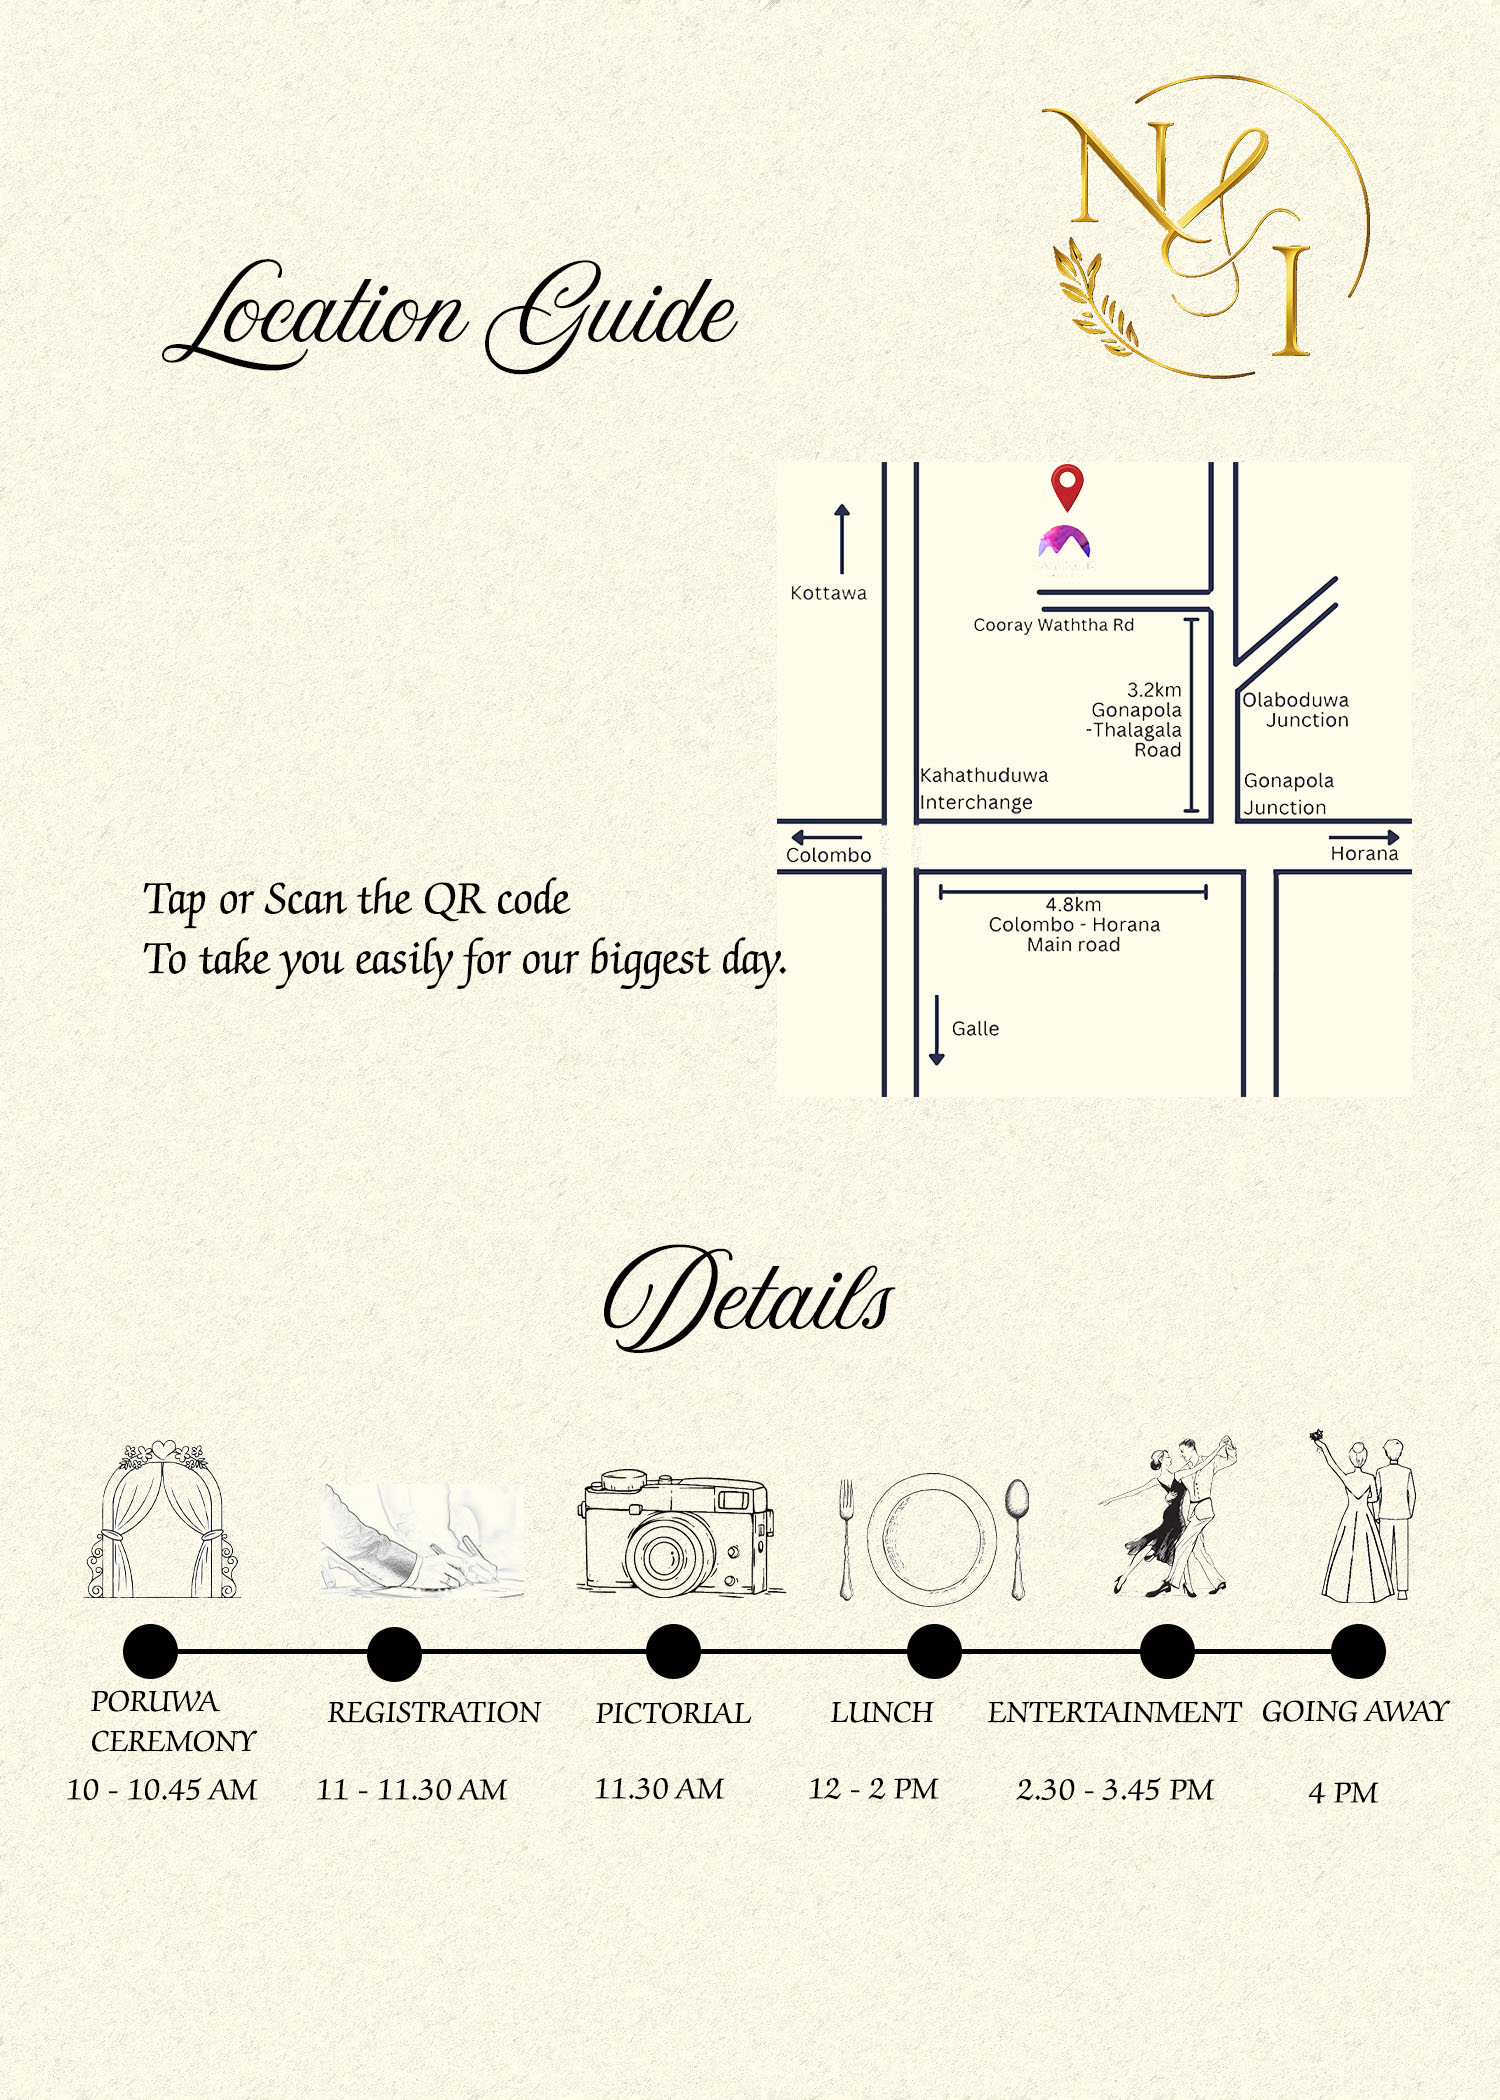 N & I
Location Guide
Kottawa
Cooray Waththa Rd
3.2km
Gonapola
-Thalagala
Road
Olaboduwa
Junction
Kahathuduwa
Interchange
Gonapola
Junction
Colombo
Horana
4.8km
Colombo - Horana
Main road
Galle
Tap or Scan the QR code
To take you easily for our biggest day.
Details
PORUWA
CEREMONY
10 - 10.45 AM
REGISTRATION
11 - 11.30 AM
PICTORIAL
11.30 AM
LUNCH
12 - 2 PM
ENTERTAINMENT
2.30 - 3.45 PM
GOING AWAY
4 PM